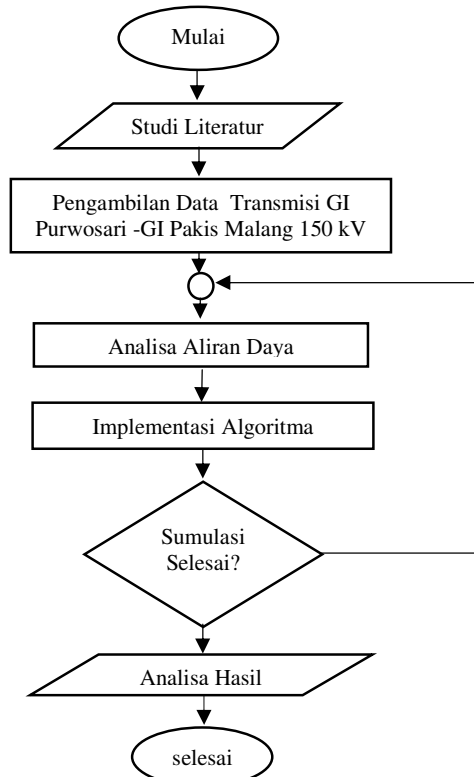 Mulai
Studi Literatur
Pengambilan Data Transmisi GI
Purwosari -GI Pakis Malang 150 kV
Analisa Aliran Daya
Implementasi Algoritma
Sumulasi
Selesai?
Analisa Hasil
selesai